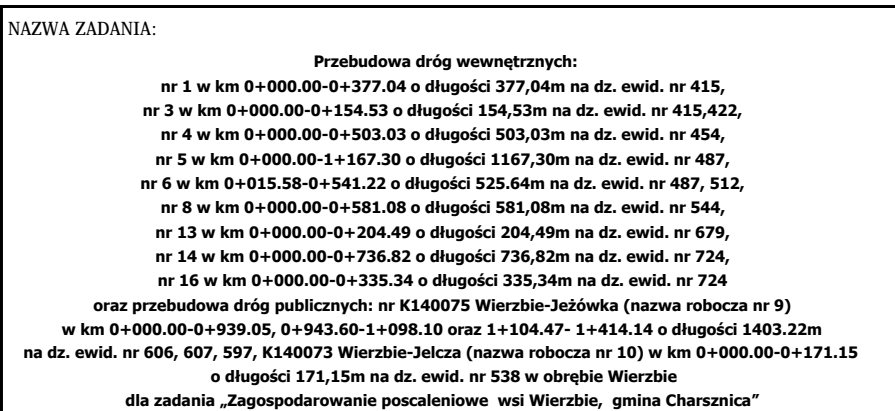 NAZWA ZADANIA:
Przebudowa dróg wewnętrznych:
nr 1 w km 0+000.00-0+377.04 o długości 377,04m na dz. ewid. nr 415,
nr 3 w km 0+000.00-0+154.53 o długości 154,53m na dz. ewid. nr 415,422,
nr 4 w km 0+000.00-0+503.03 o długości 503,03m na dz. ewid. nr 454,
nr 5 w km 0+000.00-1+167.30 o długości 1167,30m na dz. ewid. nr 487,
nr 6 w km 0+015.58-0+541.22 o długości 525.64m na dz. ewid. nr 487, 512,
nr 8 w km 0+000.00-0+581.08 o długości 581,08m na dz. ewid. nr 544,
nr 13 w km 0+000.00-0+204.49 o długości 204,49m na dz. ewid. nr 679,
nr 14 w km 0+000.00-0+736.82 o długości 736,82m na dz. ewid. nr 724,
nr 16 w km 0+000.00-0+335.34 o długości 335,34m na dz. ewid. nr 724
oraz przebudowa dróg publicznych: nr K140075 Wierzbie-Jeżówka (nazwa robocza nr 9)
w km 0+000.00-0+939.05, 0+943.60-1+098.10 oraz 1+104.47- 1+414.14 o długości 1403.22m
na dz. ewid. nr 606, 607, 597, K140073 Wierzbie-Jelcza (nazwa robocza nr 10) w km 0+000.00-0+171.15
o długości 171,15m na dz. ewid. nr 538 w obrębie Wierzbie
dla zadania „Zagospodarowanie poscaleniowe wsi Wierzbie, gmina Charsznica”